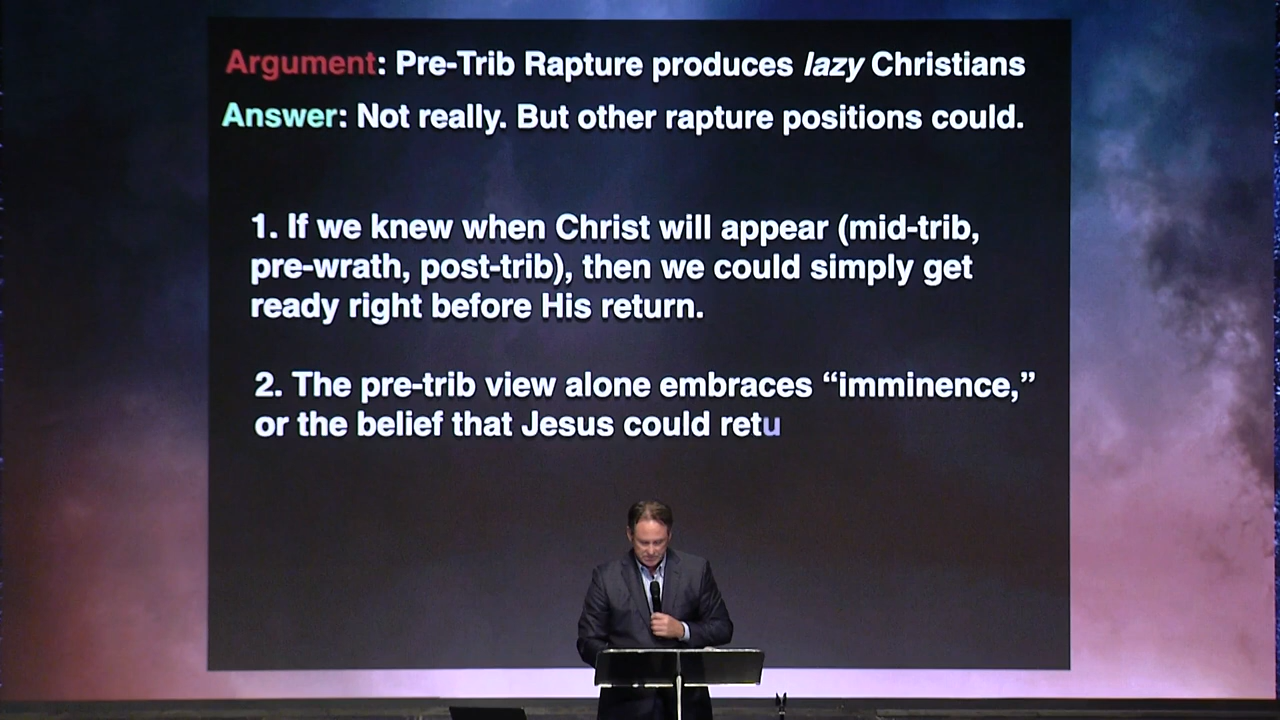 Argument: Pre-Trib Rapture produces lazy Christians
Answer: Not really. But other rapture positions could.
1. If we knew when Christ will appear (mid-trib,
pre-wrath, post-trib), then we could simply get
ready right before His return.
2. The pre-trib view alone embraces “imminence,”
or the belief that Jesus could retu